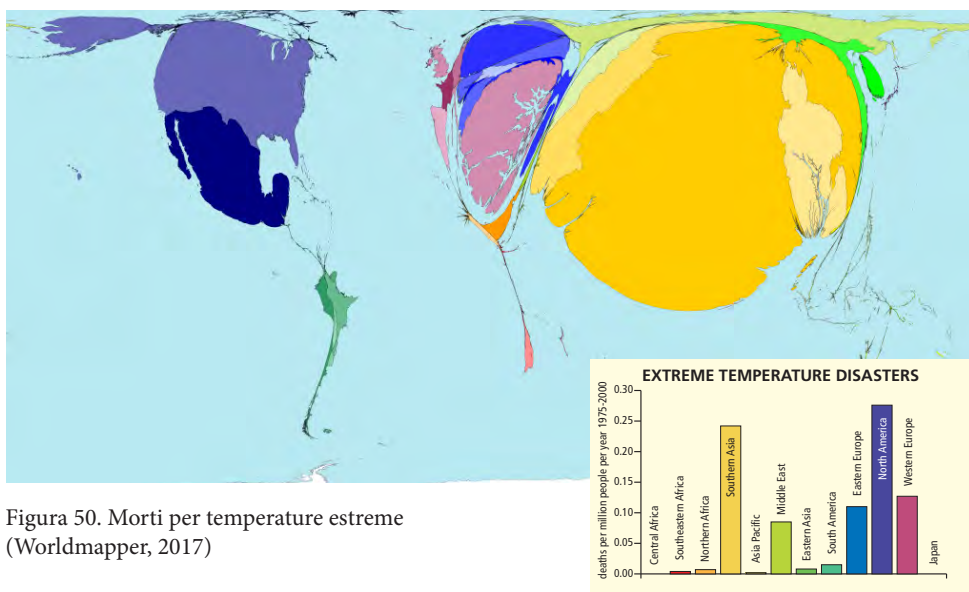 EXTREME TEMPERATURE DISASTERS
deaths per million people per year 1975-2000
0.30
0.25
0.20
0.15
0.10
0.05
0.00
Central Africa
Southeastern Africa
Northern Africa
Southern Asia
Asia Pacific
Middle East
Eastern Asia
South America
Eastern Europe
North America
Western Europe
Japan
Figura 50. Morti per temperature estreme
(Worldmapper, 2017)